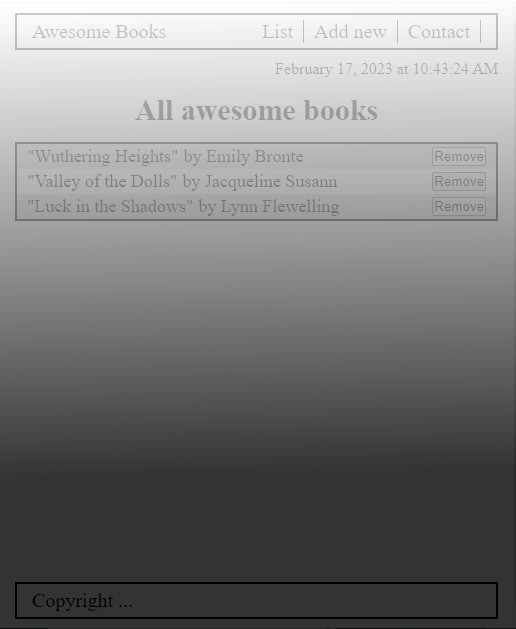 Awesome Books List Add new Contact
February 17, 2023 at 10:43:24 AM
All awesome books
"Wuthering Heights" by Emily Bronte Remove
"Valley of the Dolls" by Jacqueline Susann Remove
"Luck in the Shadows" by Lynn Flewelling Remove
Copyright ...